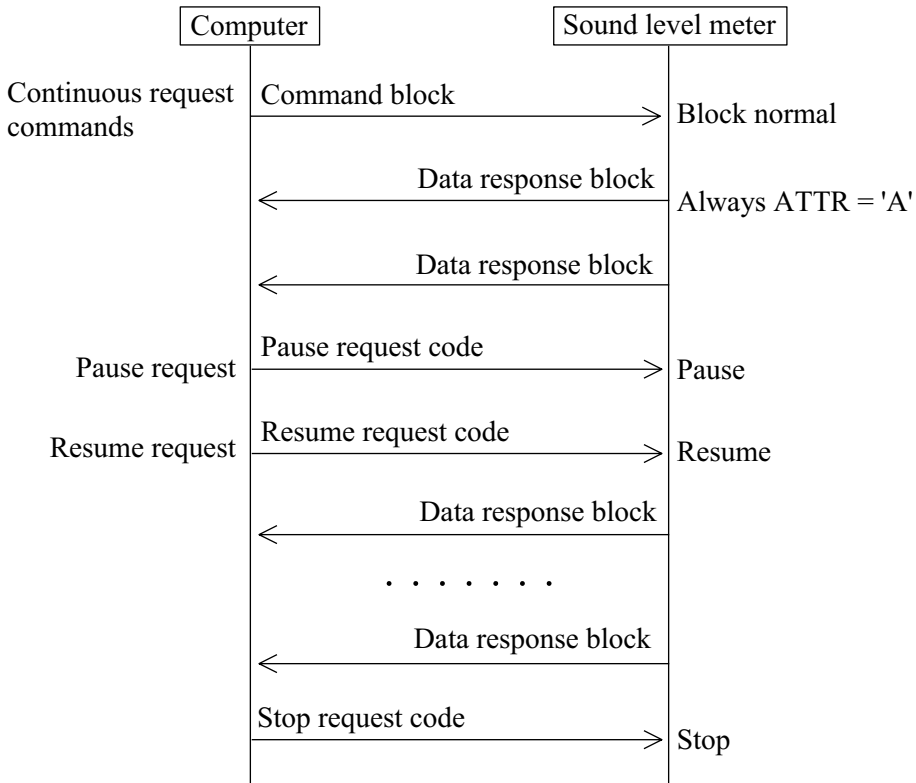 Computer
Sound level meter
Continuous request
commands
Command block
Block normal
Data response block
Always ATTR = 'A'
Data response block
Pause request
Pause request code
Pause
Resume request
Resume request code
Resume
Data response block
. . . . . . .
Data response block
Stop request code
Stop